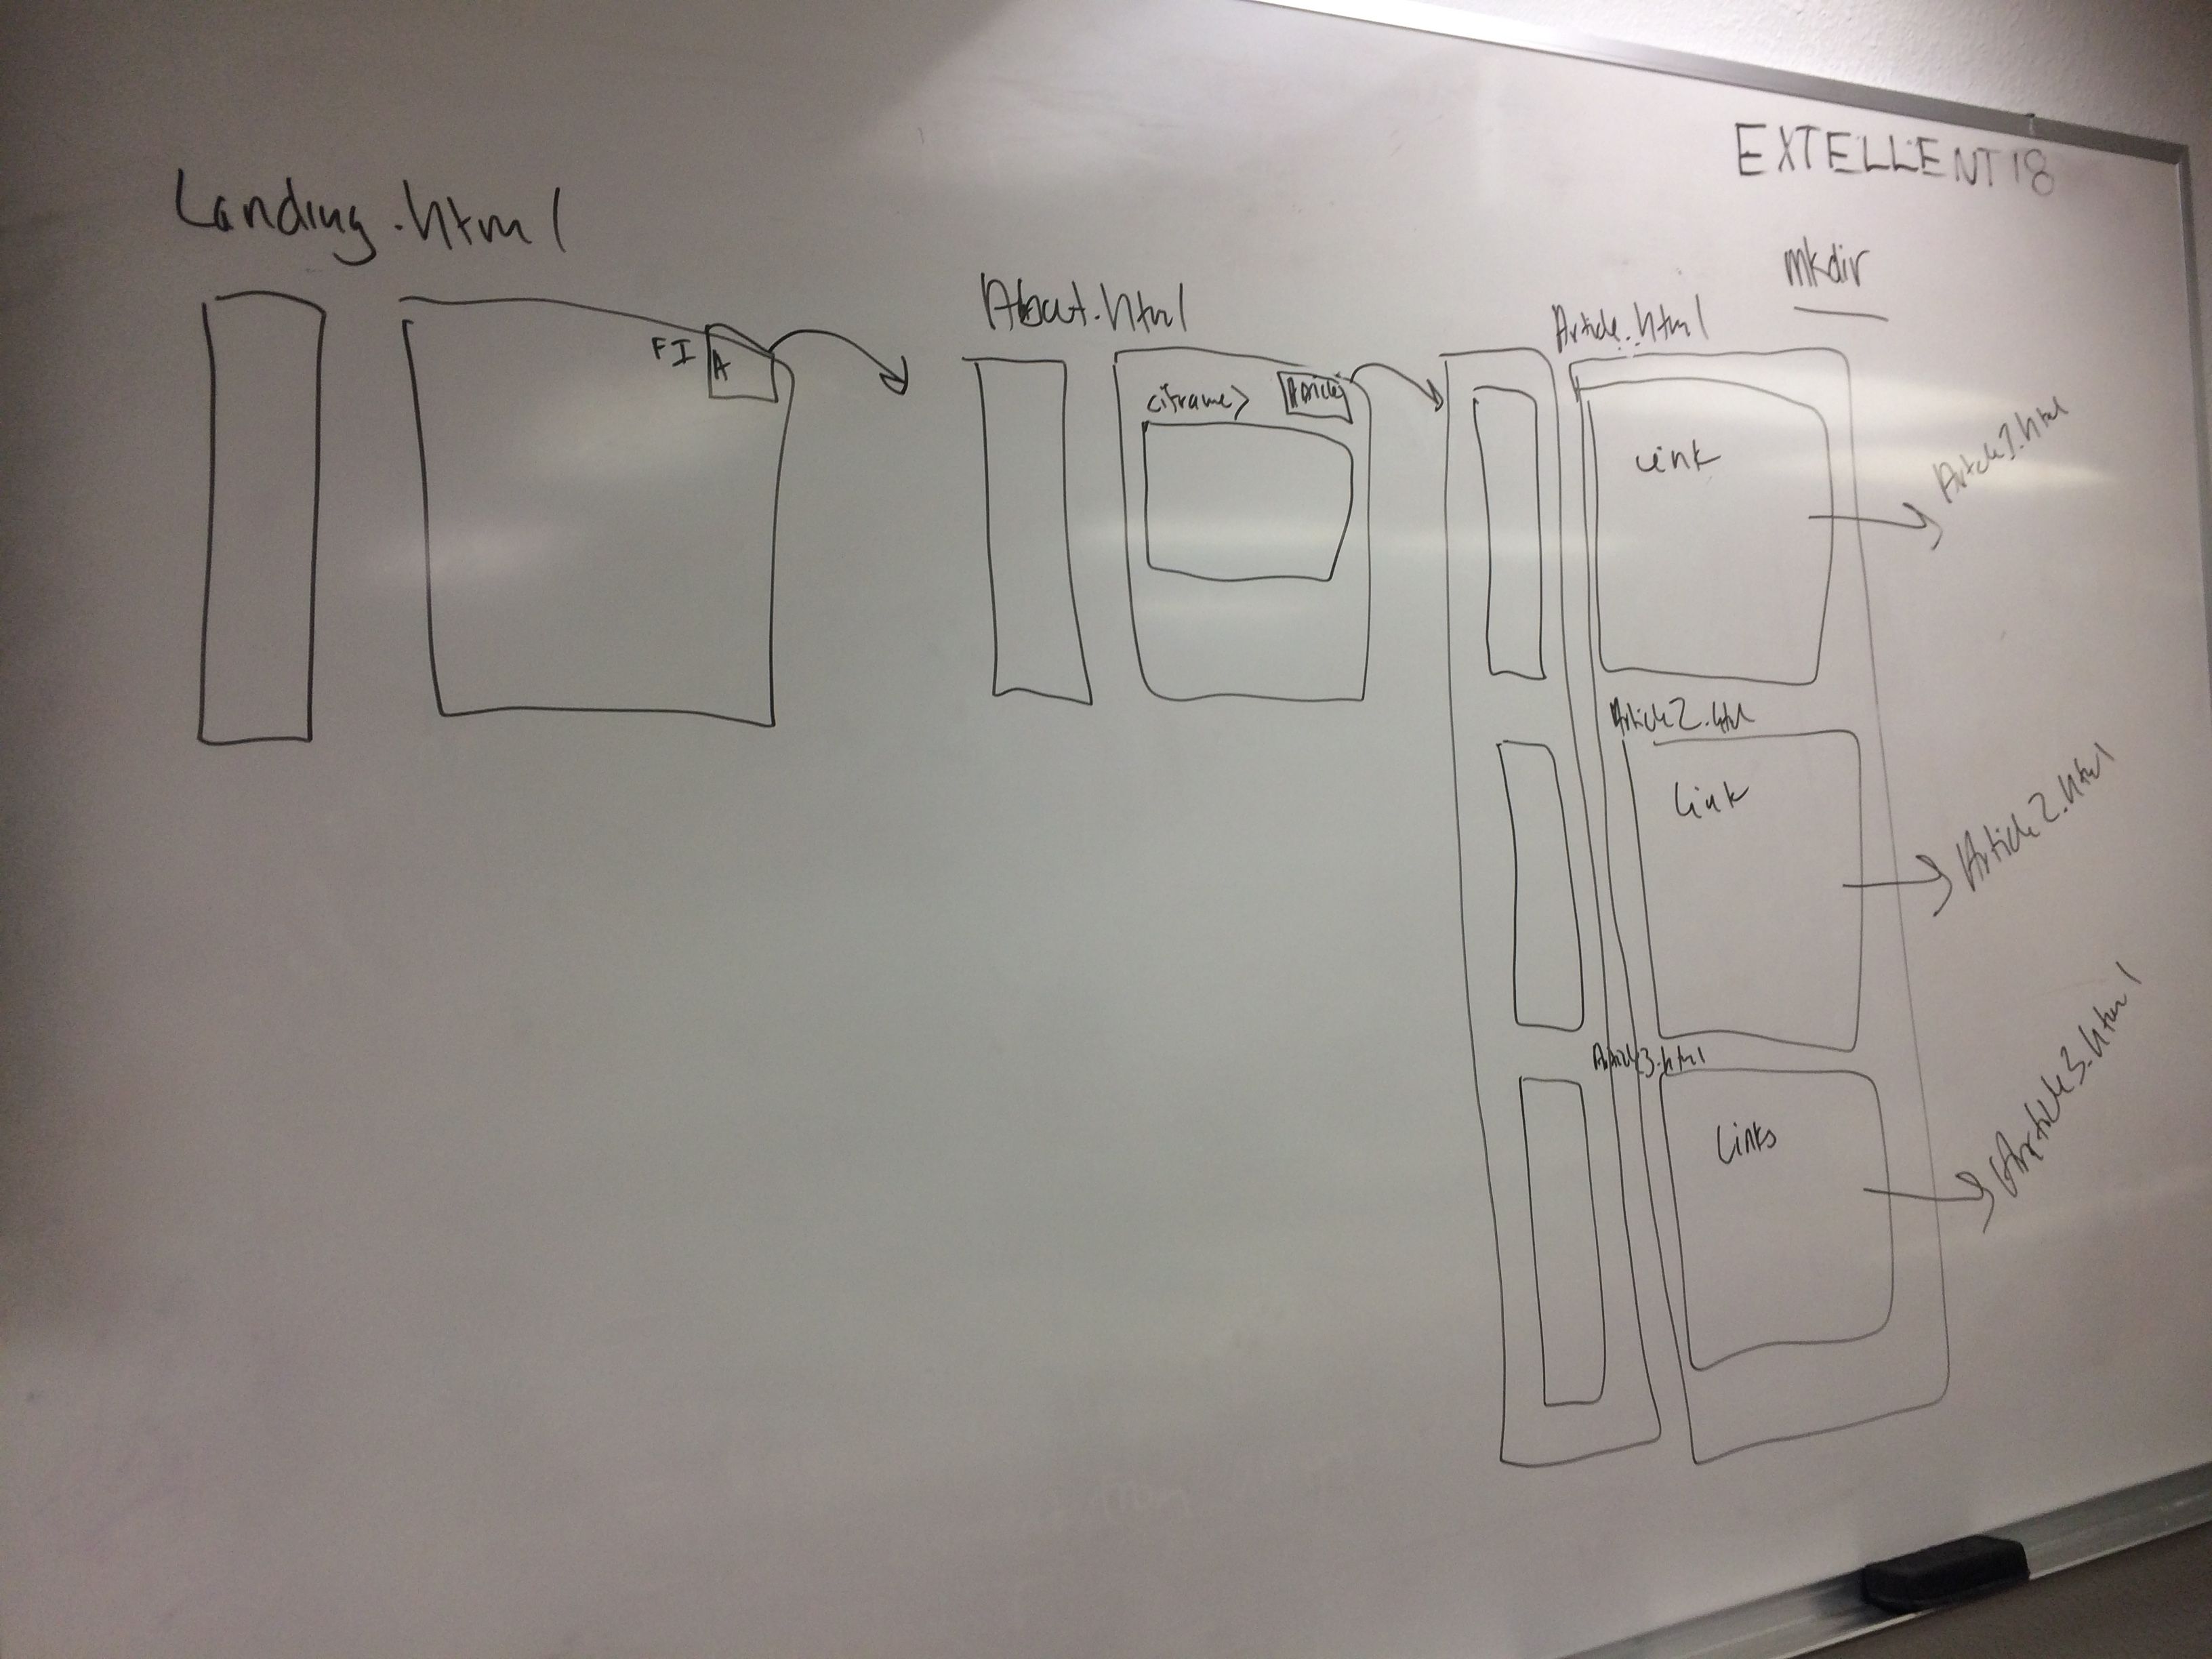 EXTELLENT18
mkdir
Landing.html
FI
A
About.html
<iframe>
Article
Article.html
Link
Article1.html
Article2.html
Link
Article2.html
Article3.html
Links
Article3.html